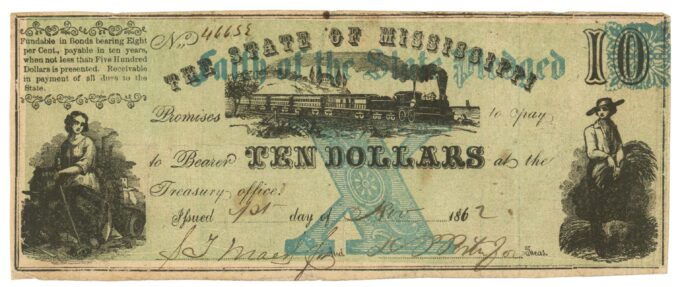 Fundable in Bonds bearing Eight
per Cent., payable in ten years,
when not less than Five Hundred
Dollars is presented. Receivable
in payment of all dues to the
State.
No. 46658
THE STATE OF MISSISSIPPI
Faith of the State Pledged
10
Promises to pay
to Bearer TEN DOLLARS at the
Treasury office.
X
Issued 1st day of Nov 1862
Treas.